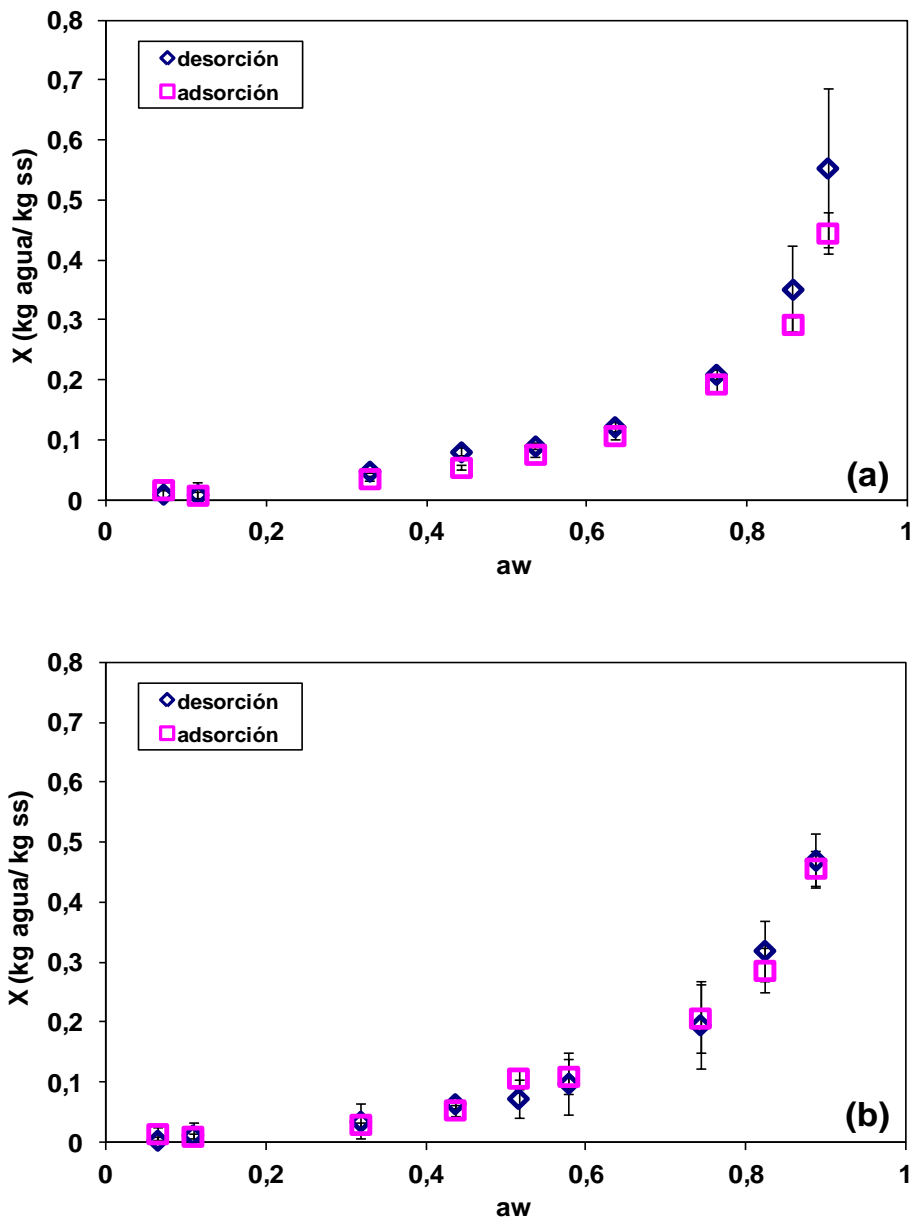 0,8
0,7
0,6
0,5
0,4
0,3
0,2
0,1
0
X (kg agua/ kg ss)
desorción
adsorción
(a)
0 0,2 0,4 0,6 0,8 1
aw
0,8
0,7
0,6
0,5
0,4
0,3
0,2
0,1
0
X (kg agua/ kg ss)
desorción
adsorción
(b)
0 0,2 0,4 0,6 0,8 1
aw